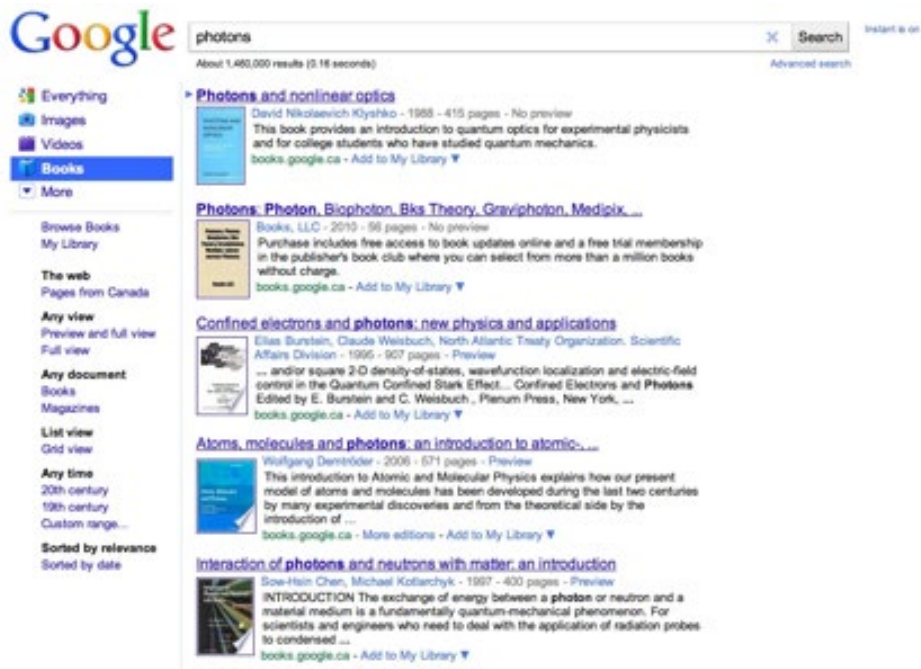 Google
photons
Search
Instant is on
About 1,460,000 results (0.16 seconds)
Advanced search
Everything
Images
Videos
Books
More
Browse Books
My Library
The web
Pages from Canada
Any view
Preview and full view
Full view
Any document
Books
Magazines
List view
Grid view
Any time
20th century
19th century
Custom range...
Sorted by relevance
Sorted by date
Photons and nonlinear optics
David Nikolaevich Klyshko - 1988 - 415 pages - No preview
This book provides an introduction to quantum optics for experimental physicists
and for college students who have studied quantum mechanics.
books.google.ca - Add to My Library ▼
Photons: Photon, Biophoton, Bks Theory, Graviphoton, Medipix, ...
Books, LLC - 2010 - 56 pages - No preview
Purchase includes free access to book updates online and a free trial membership
in the publisher's book club where you can select from more than a million books
without charge.
books.google.ca - Add to My Library ▼
Confined electrons and photons: new physics and applications
Elias Burstein, Claude Weisbuch, North Atlantic Treaty Organization. Scientific
Affairs Division - 1995 - 907 pages - Preview
... and/or square 2-D density-of-states, wavefunction localization and electric-field
control in the Quantum Confined Stark Effect... Confined Electrons and Photons
Edited by E. Burstein and C. Weisbuch , Plenum Press, New York, ...
books.google.ca - Add to My Library ▼
Atoms, molecules and photons: an introduction to atomic-, ...
Wolfgang Demtröder - 2006 - 571 pages - Preview
This introduction to Atomic and Molecular Physics explains how our present
model of atoms and molecules has been developed during the last two centuries
by many experimental discoveries and from the theoretical side by the
introduction of ...
books.google.ca - More editions - Add to My Library ▼
Interaction of photons and neutrons with matter: an introduction
Sow-Hsin Chen, Michael Kotlarchyk - 1997 - 400 pages - Preview
INTRODUCTION The exchange of energy between a photon or neutron and a
material medium is a fundamentally quantum-mechanical phenomenon. For
scientists and engineers who need to deal with the application of radiation probes
to condensed ...
books.google.ca - Add to My Library ▼